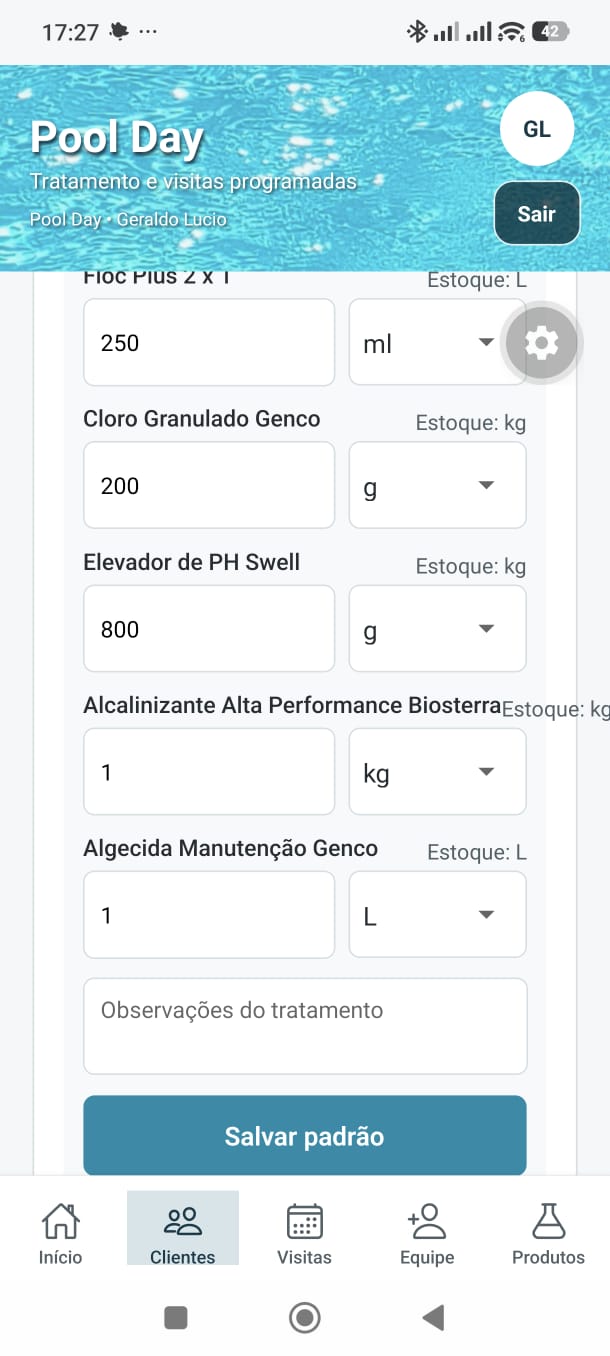 17:27
42
Pool Day
GL
Tratamento e visitas programadas
Pool Day • Geraldo Lucio
Sair
Floc Plus 2 x 1
Estoque: L
250
ml
Cloro Granulado Genco
Estoque: kg
200
g
Elevador de PH Swell
Estoque: kg
800
g
Alcalinizante Alta Performance Biosterra
Estoque: kg
1
kg
Algecida Manutenção Genco
Estoque: L
1
L
Observações do tratamento
Salvar padrão
Início
Clientes
Visitas
Equipe
Produtos